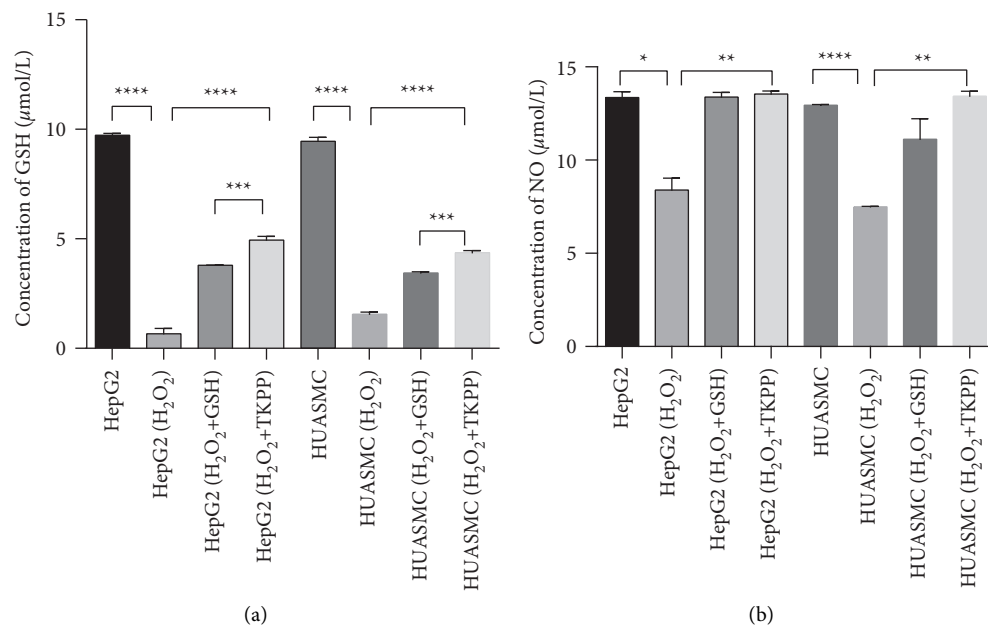 Concentration of GSH (µmol/L)
15
10
5
0
****
****
***
****
****
***
HepG2
HepG2 (H₂O₂)
HepG2 (H₂O₂+GSH)
HepG2 (H₂O₂+TKPP)
HUASMC
HUASMC (H₂O₂)
HUASMC (H₂O₂+GSH)
HUASMC (H₂O₂+TKPP)
(a)
Concentration of NO (µmol/L)
15
10
5
0
*
**
****
**
HepG2
HepG2 (H₂O₂)
HepG2 (H₂O₂+GSH)
HepG2 (H₂O₂+TKPP)
HUASMC
HUASMC (H₂O₂)
HUASMC (H₂O₂+GSH)
HUASMC (H₂O₂+TKPP)
(b)